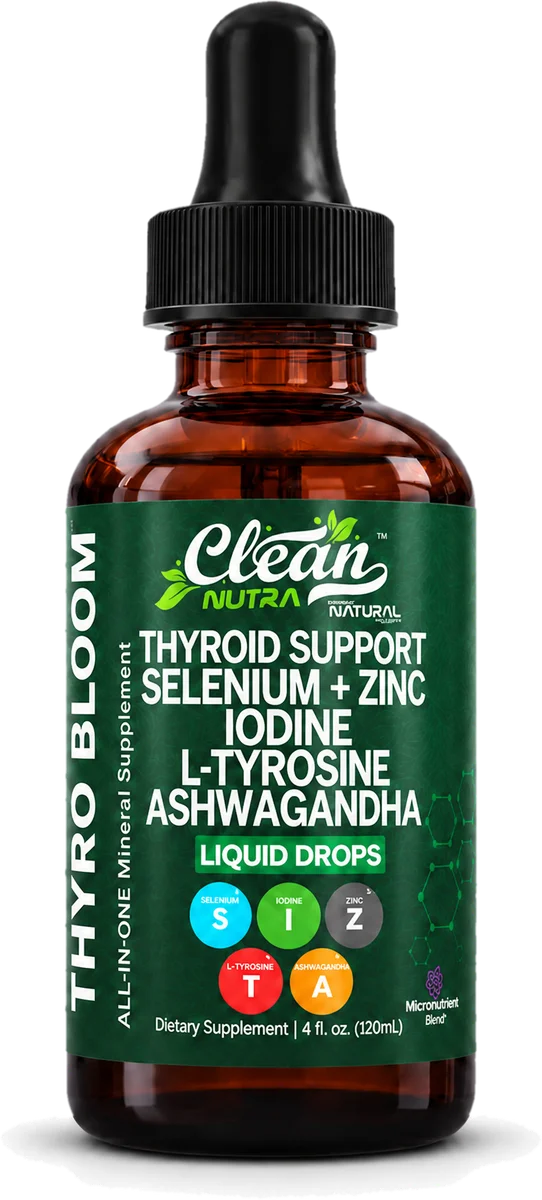 Clean
TM
NUTRA
NATURAL
THYROID SUPPORT
SELENIUM + ZINC
IODINE
L-TYROSINE
ASHWAGANDHA
LIQUID DROPS
SELENIUM
S
IODINE
I
ZINC
Z
L-TYROSINE
T
ASHWAGANDHA
A
Dietary Supplement | 4 fl. oz. (120mL)
Micronutrient
Blend
THYRO BLOOM
ALL-IN-ONE Mineral Supplement